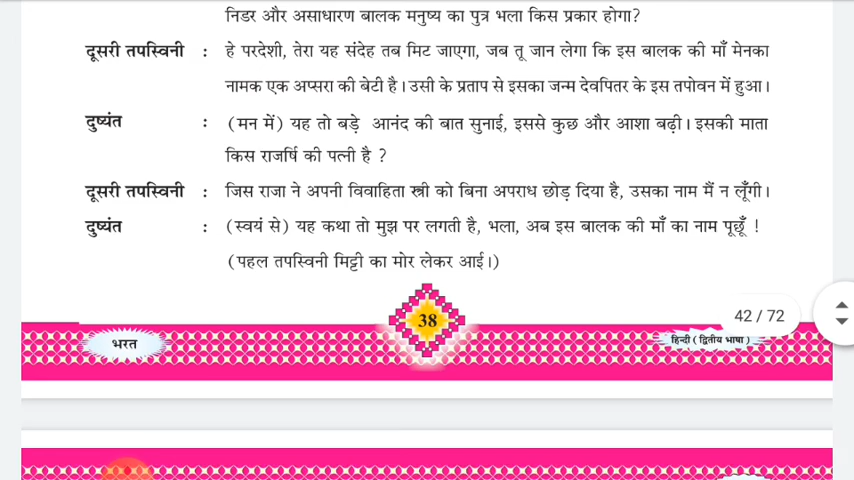 निडर और असाधारण बालक मनुष्य का पुत्र भला किस प्रकार होगा?
दूसरी तपस्विनी : हे परदेशी, तेरा यह संदेह तब मिट जाएगा, जब तू जान लेगा कि इस बालक की माँ मेनका
नामक एक अप्सरा की बेटी है। उसी के प्रताप से इसका जन्म देवपितर के इस तपोवन में हुआ।
दुष्यंत : (मन में) यह तो बड़े आनंद की बात सुनाई, इससे कुछ और आशा बढ़ी। इसकी माता
किस राजर्षि की पत्नी है ?
दूसरी तपस्विनी : जिस राजा ने अपनी विवाहिता स्त्री को बिना अपराध छोड़ दिया है, उसका नाम मैं न लूँगी।
दुष्यंत : (स्वयं से) यह कथा तो मुझ पर लगती है, भला, अब इस बालक की माँ का नाम पूछूँ !
(पहल तपस्विनी मिट्टी का मोर लेकर आई।)
38
42 / 72
भरत
हिन्दी ( द्वितीय भाषा )